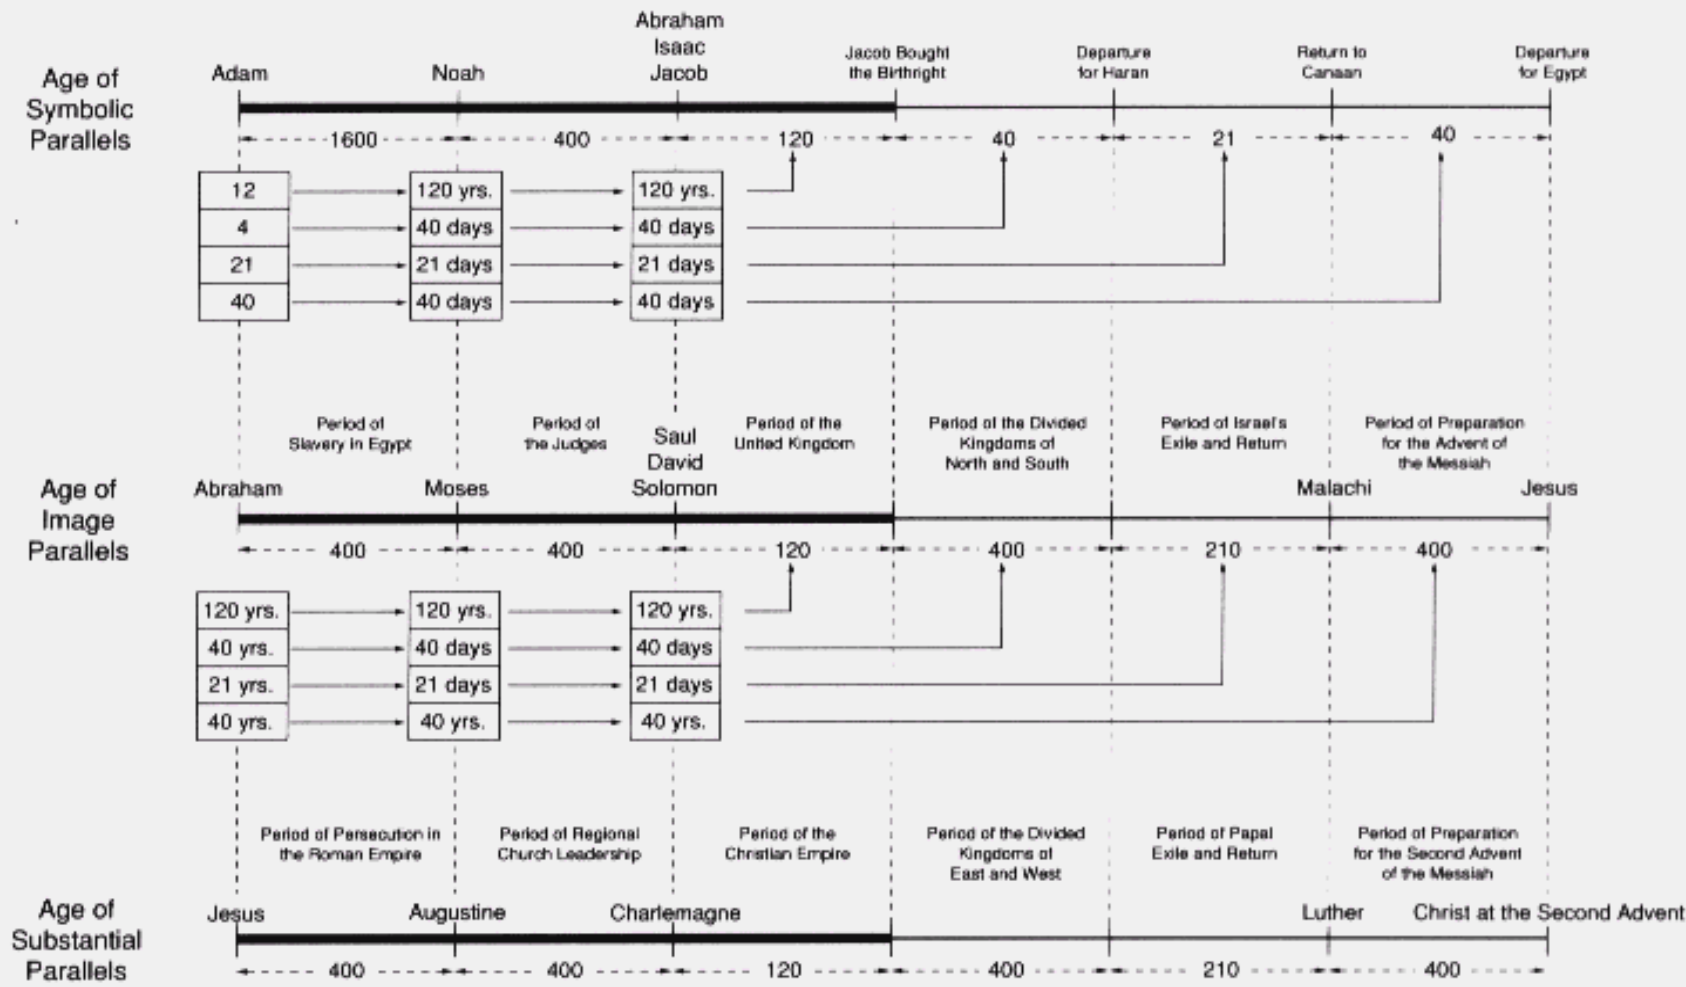 Age of
Symbolic
Parallels
Adam
Noah
Abraham
Isaac
Jacob
Jacob Bought
the Birthright
Departure
for Haran
Return to
Canaan
Departure
for Egypt
1600
400
120
40
21
40
12
120 yrs.
120 yrs.
4
40 days
40 days
21
21 days
21 days
40
40 days
40 days
Period of
Slavery in Egypt
Period of
the Judges
Period of the
United Kingdom
Period of the Divided
Kingdoms of
North and South
Period of Israel's
Exile and Return
Period of Preparation
for the Advent of
the Messiah
Age of
Image
Parallels
Abraham
Moses
Saul
David
Solomon
Malachi
Jesus
400
400
120
400
210
400
120 yrs.
120 yrs.
120 yrs.
40 yrs.
40 days
40 days
21 yrs.
21 days
21 days
40 yrs.
40 yrs.
40 yrs.
Period of Persecution in
the Roman Empire
Period of Regional
Church Leadership
Period of the
Christian Empire
Period of the Divided
Kingdoms of
East and West
Period of Papal
Exile and Return
Period of Preparation
for the Second Advent
of the Messiah
Age of
Substantial
Parallels
Jesus
Augustine
Charlemagne
Luther
Christ at the Second Advent
400
400
120
400
210
400